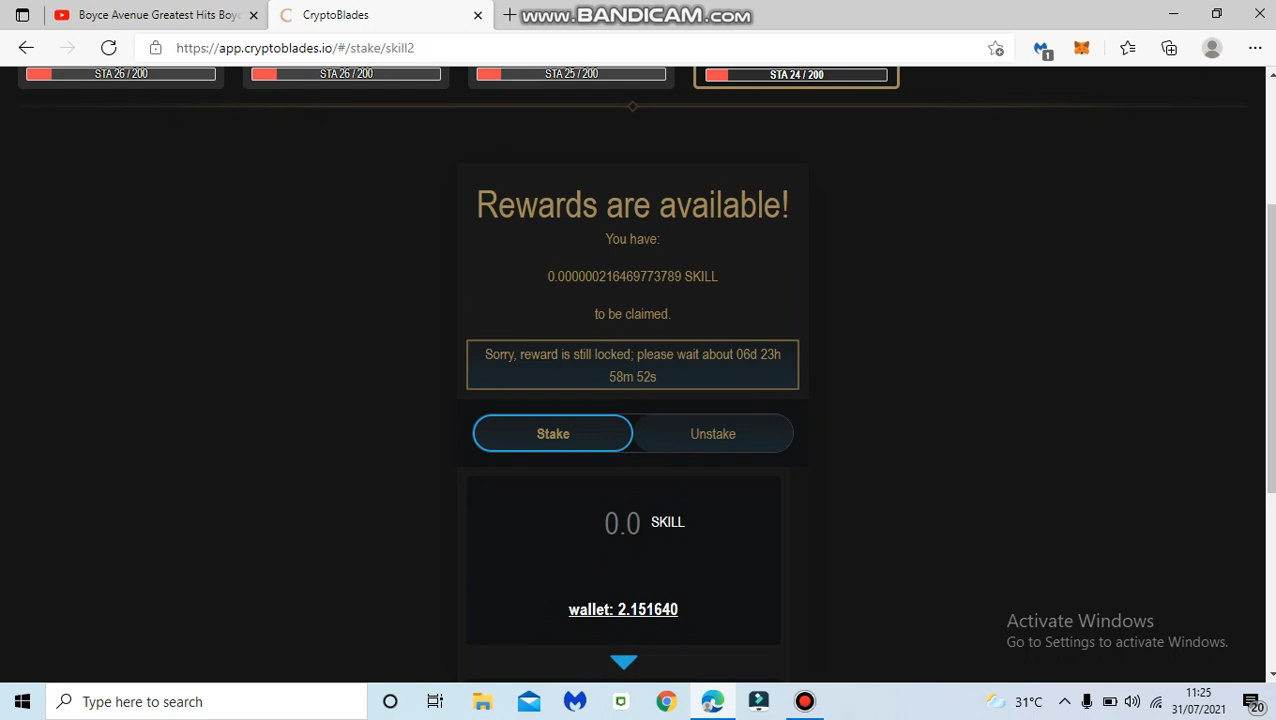 Boyce Avenue Greatest Hits Boy
CryptoBlades
www.BANDICAM.com
https://app.cryptoblades.io/#/stake/skill2
1
STA 26 / 200
STA 26 / 200
STA 25 / 200
STA 24 / 200
Rewards are available!
You have:
0.000000216469773789 SKILL
to be claimed.
Sorry, reward is still locked; please wait about 06d 23h
58m 52s
Stake
Unstake
0.0 SKILL
wallet: 2.151640
Activate Windows
Go to Settings to activate Windows.
Type here to search
31°C
11:25
31/07/2021
20